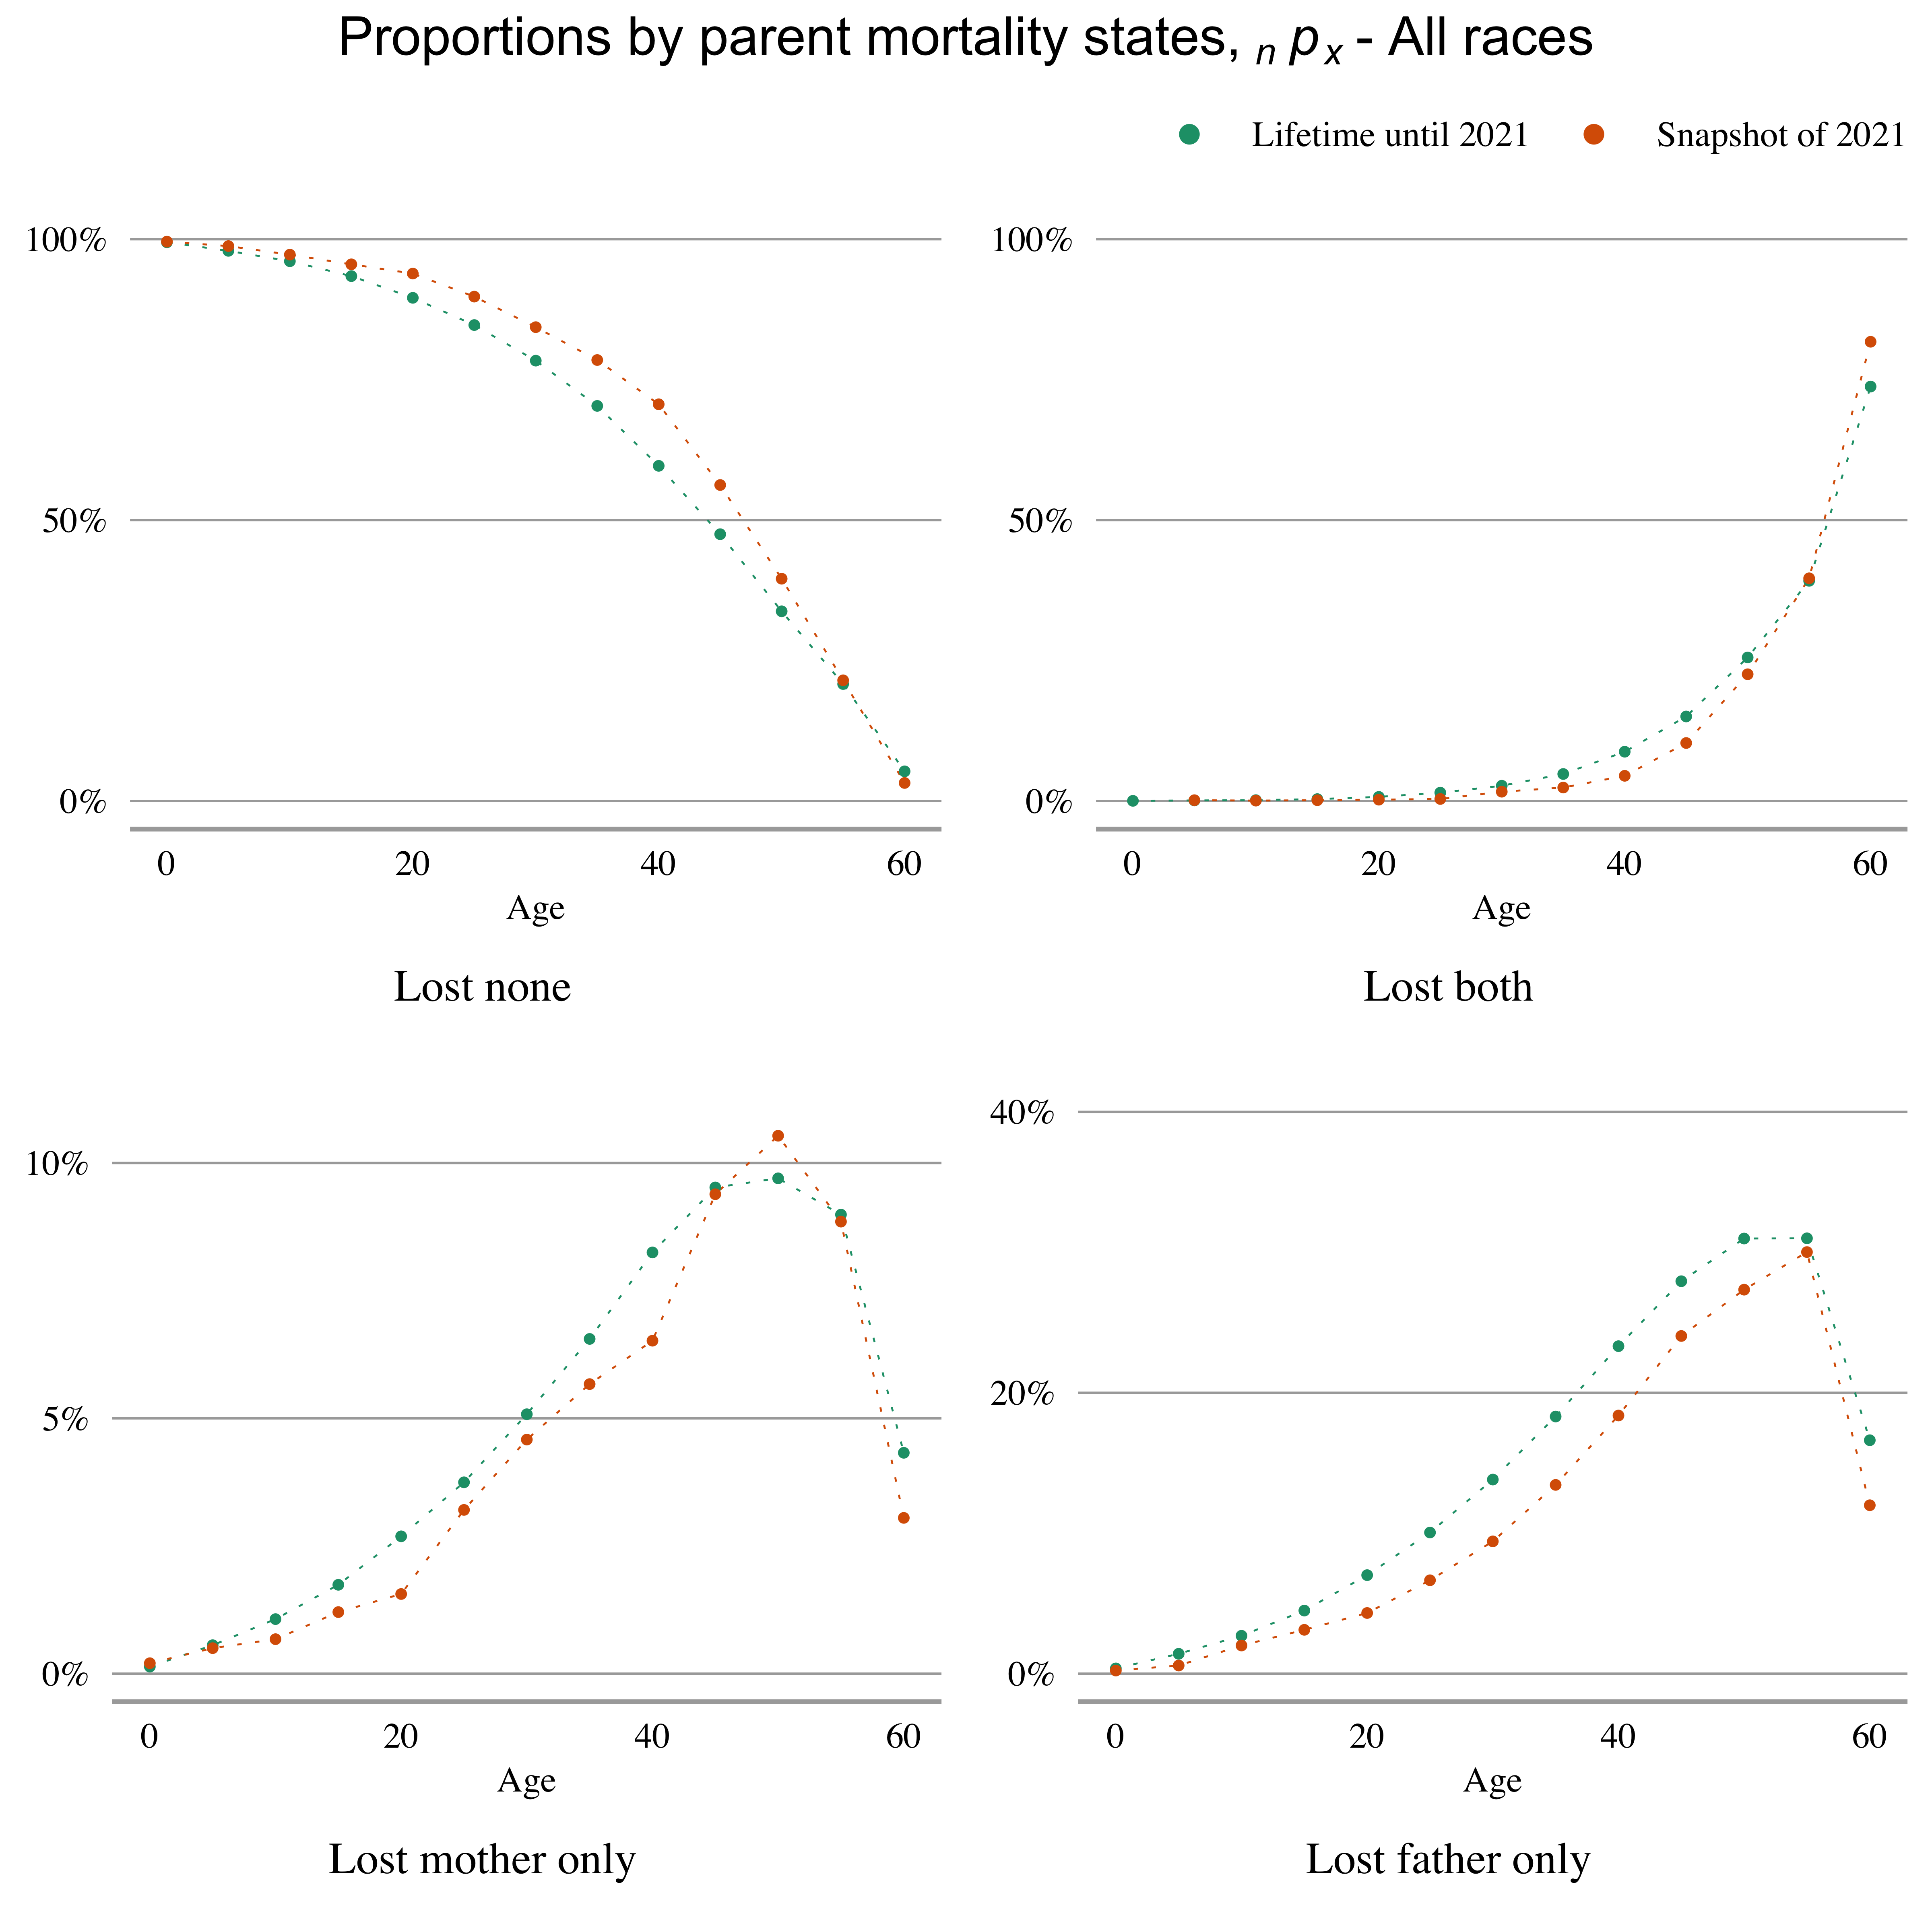 Proportions by parent mortality states, n p x - All races
Lifetime until 2021 Snapshot of 2021
100%
50%
0%
0 20 40 60
Age
Lost none
100%
50%
0%
0 20 40 60
Age
Lost both
10%
5%
0%
0 20 40 60
Age
Lost mother only
40%
20%
0%
0 20 40 60
Age
Lost father only